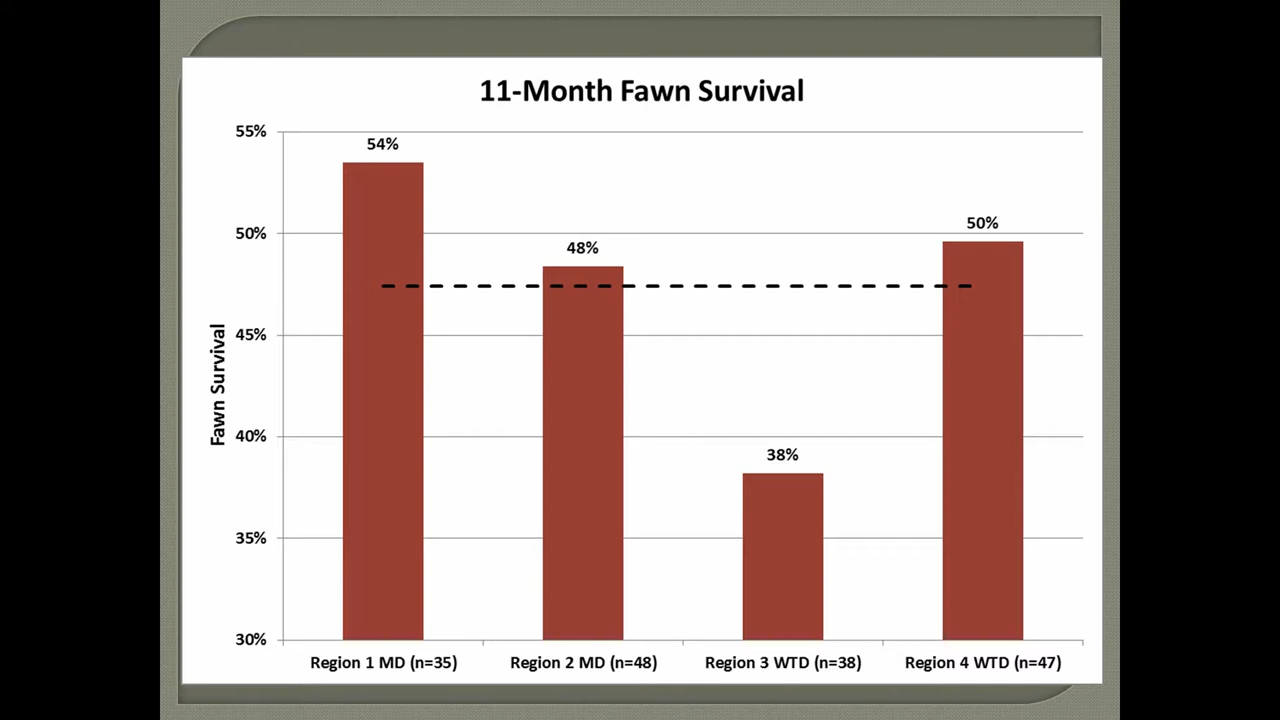 11-Month Fawn Survival
55%
50%
45%
40%
35%
30%
Fawn Survival
54%
48%
38%
50%
Region 1 MD (n=35)
Region 2 MD (n=48)
Region 3 WTD (n=38)
Region 4 WTD (n=47)